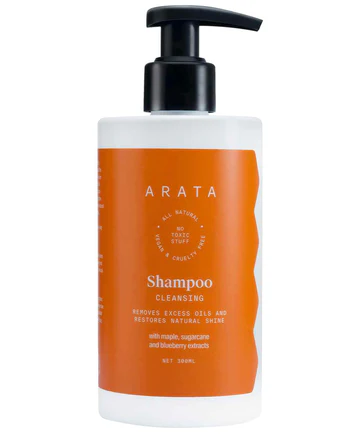 ARATA
ALL NATURAL
NO
TOXIC
STUFF
VEGAN & CRUELTY FREE
Shampoo
CLEANSING
REMOVES EXCESS OILS AND
RESTORES NATURAL SHINE
with maple, sugarcane
and blueberry extracts
NET 300ML